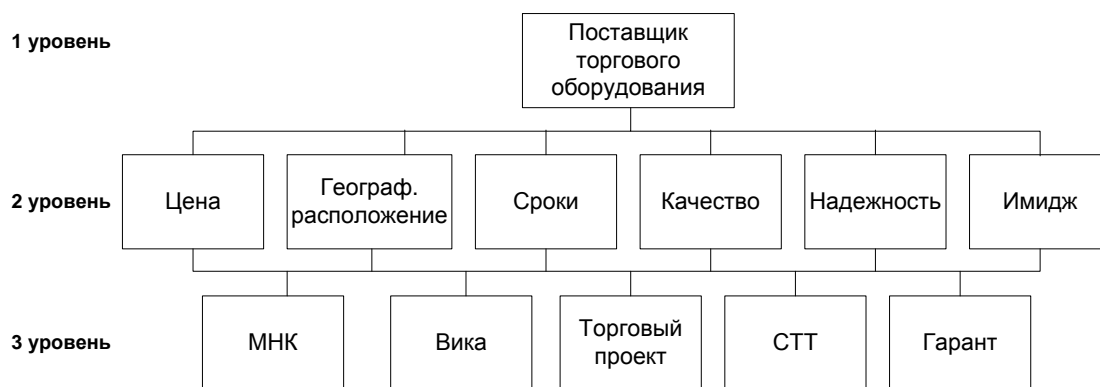 1 уровень
Поставщик
торгового
оборудования
2 уровень
Цена
Географ.
расположение
Сроки
Качество
Надежность
Имидж
3 уровень
МНК
Вика
Торговый
проект
СТТ
Гарант